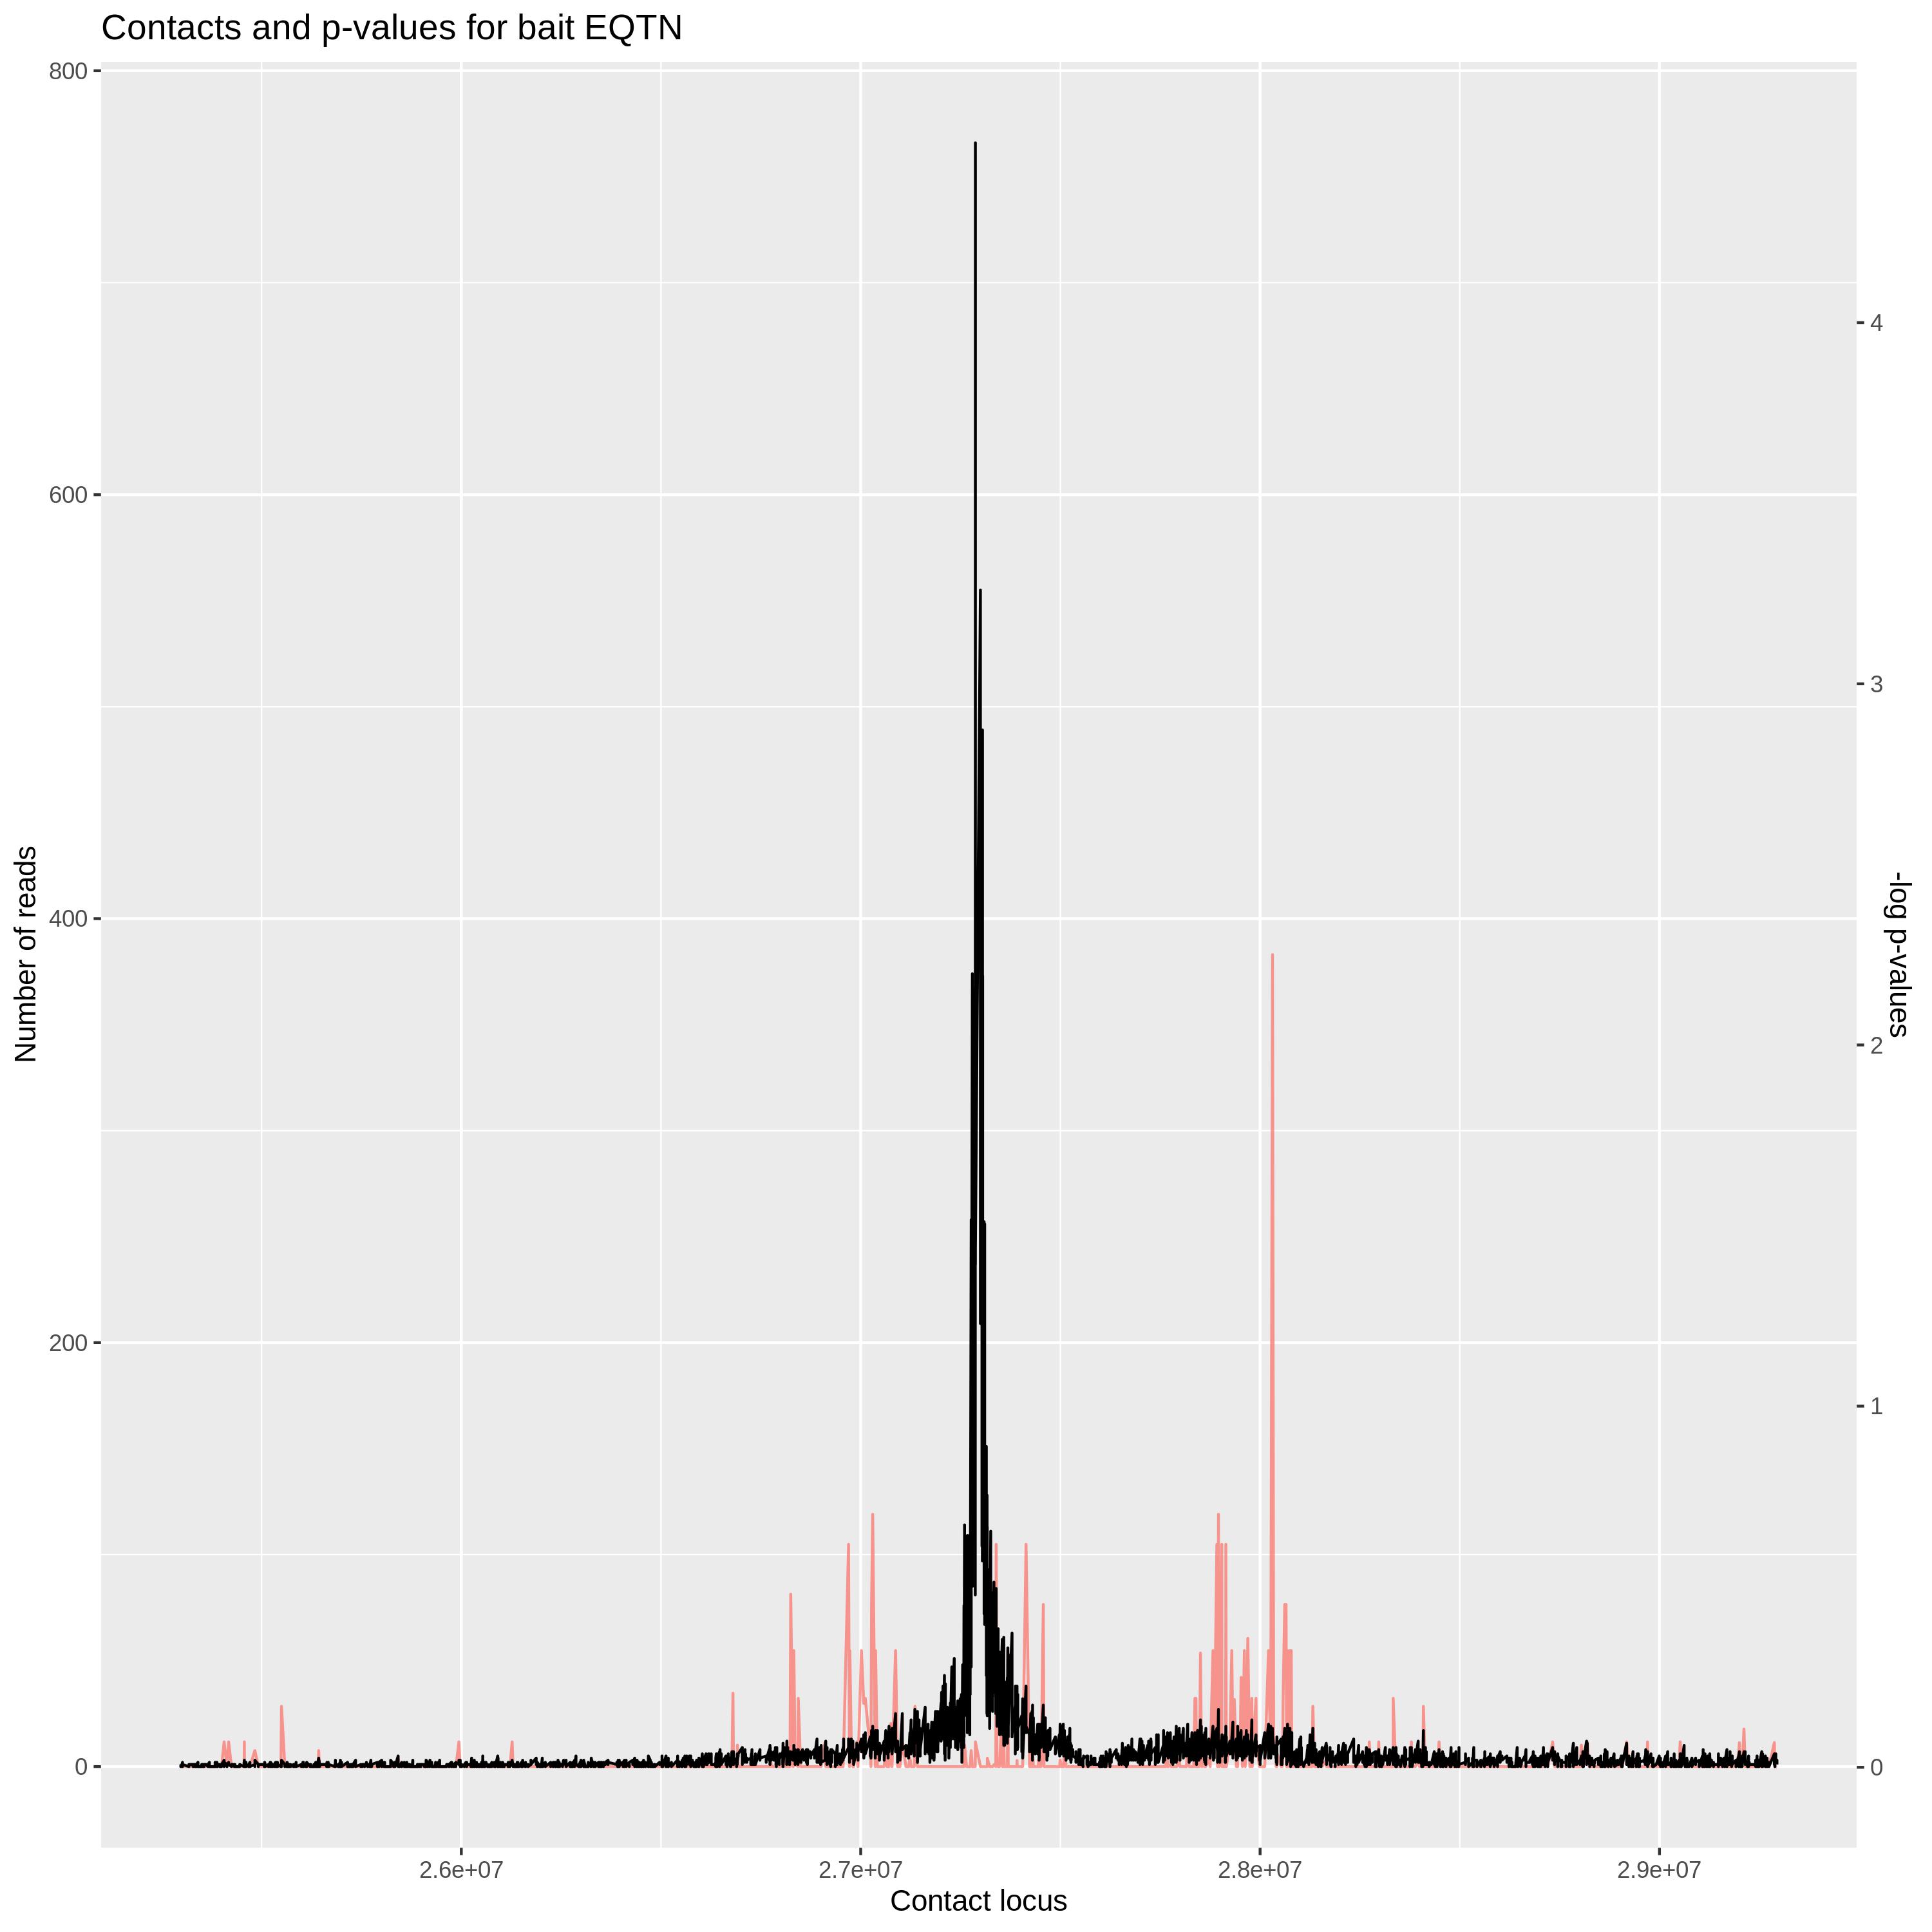 Contacts and p-values for bait EQTN
800
600
400
200
0
Number of reads
4
3
2
1
0
-log p-values
2.6e+07
2.7e+07
2.8e+07
2.9e+07
Contact locus